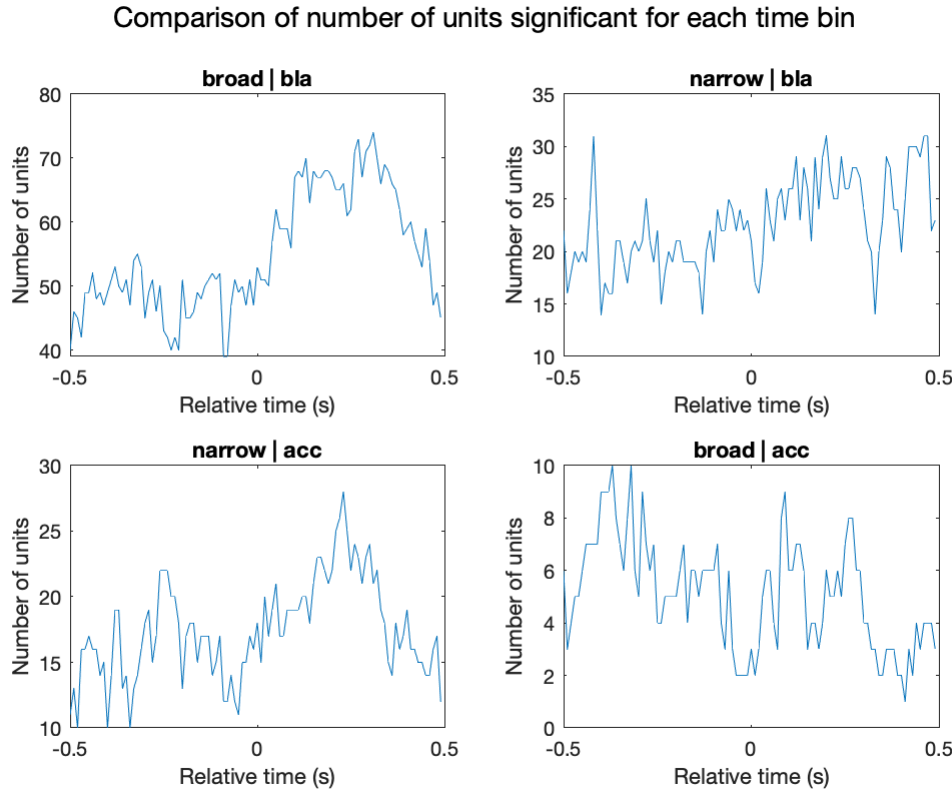 Comparison of number of units significant for each time bin
broad | bla
80
70
60
50
40
Number of units
-0.5
0
0.5
Relative time (s)
narrow | bla
35
30
25
20
15
10
Number of units
-0.5
0
0.5
Relative time (s)
narrow | acc
30
25
20
15
10
Number of units
-0.5
0
0.5
Relative time (s)
broad | acc
10
8
6
4
2
0
Number of units
-0.5
0
0.5
Relative time (s)